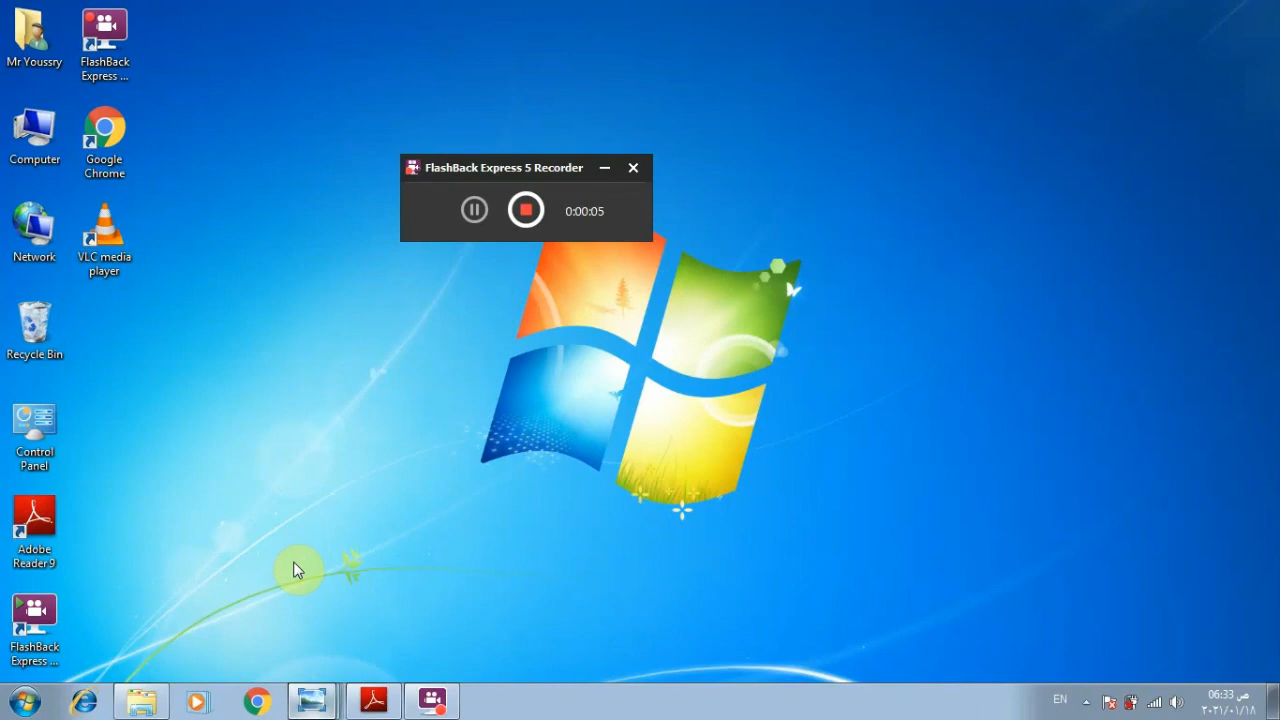 Mr Youssry
FlashBack
Express ...
Computer
Google
Chrome
Network
VLC media
player
Recycle Bin
Control
Panel
Adobe
Reader 9
FlashBack
Express ...
FlashBack Express 5 Recorder
0:00:05
EN
06:33 ص
٢٠٢١/٠١/١٨